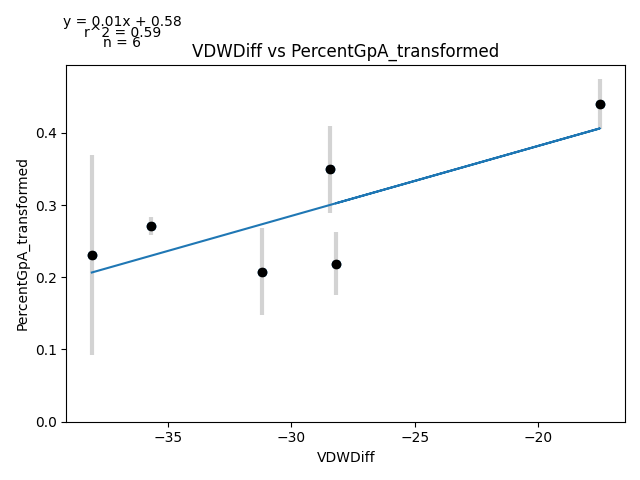 y = 0.01x + 0.58
r^2 = 0.59
n = 6
VDWDiff vs PercentGpA_transformed
PercentGpA_transformed
0.4
0.3
0.2
0.1
0.0
−35
−30
−25
−20
VDWDiff